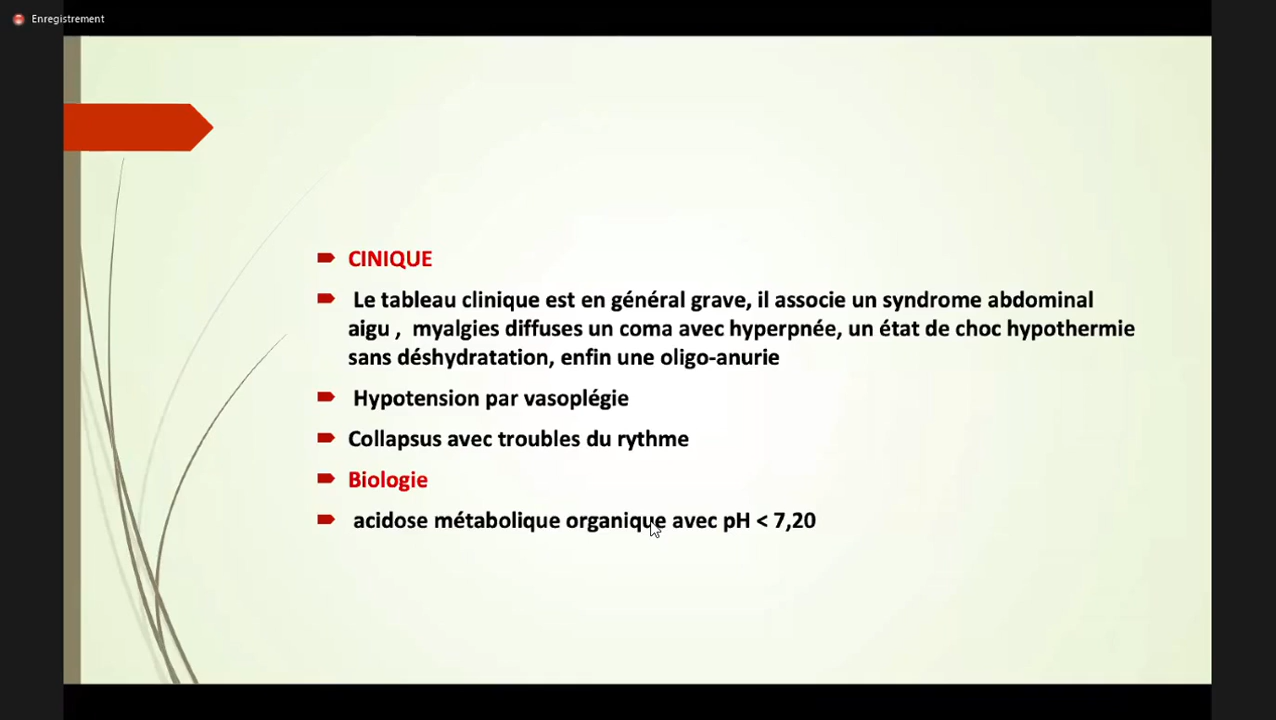 Enregistrement
CINIQUE
Le tableau clinique est en général grave, il associe un syndrome abdominal
aigu , myalgies diffuses un coma avec hyperpnée, un état de choc hypothermie
sans déshydratation, enfin une oligo-anurie
Hypotension par vasoplégie
Collapsus avec troubles du rythme
Biologie
acidose métabolique organique avec pH < 7,20